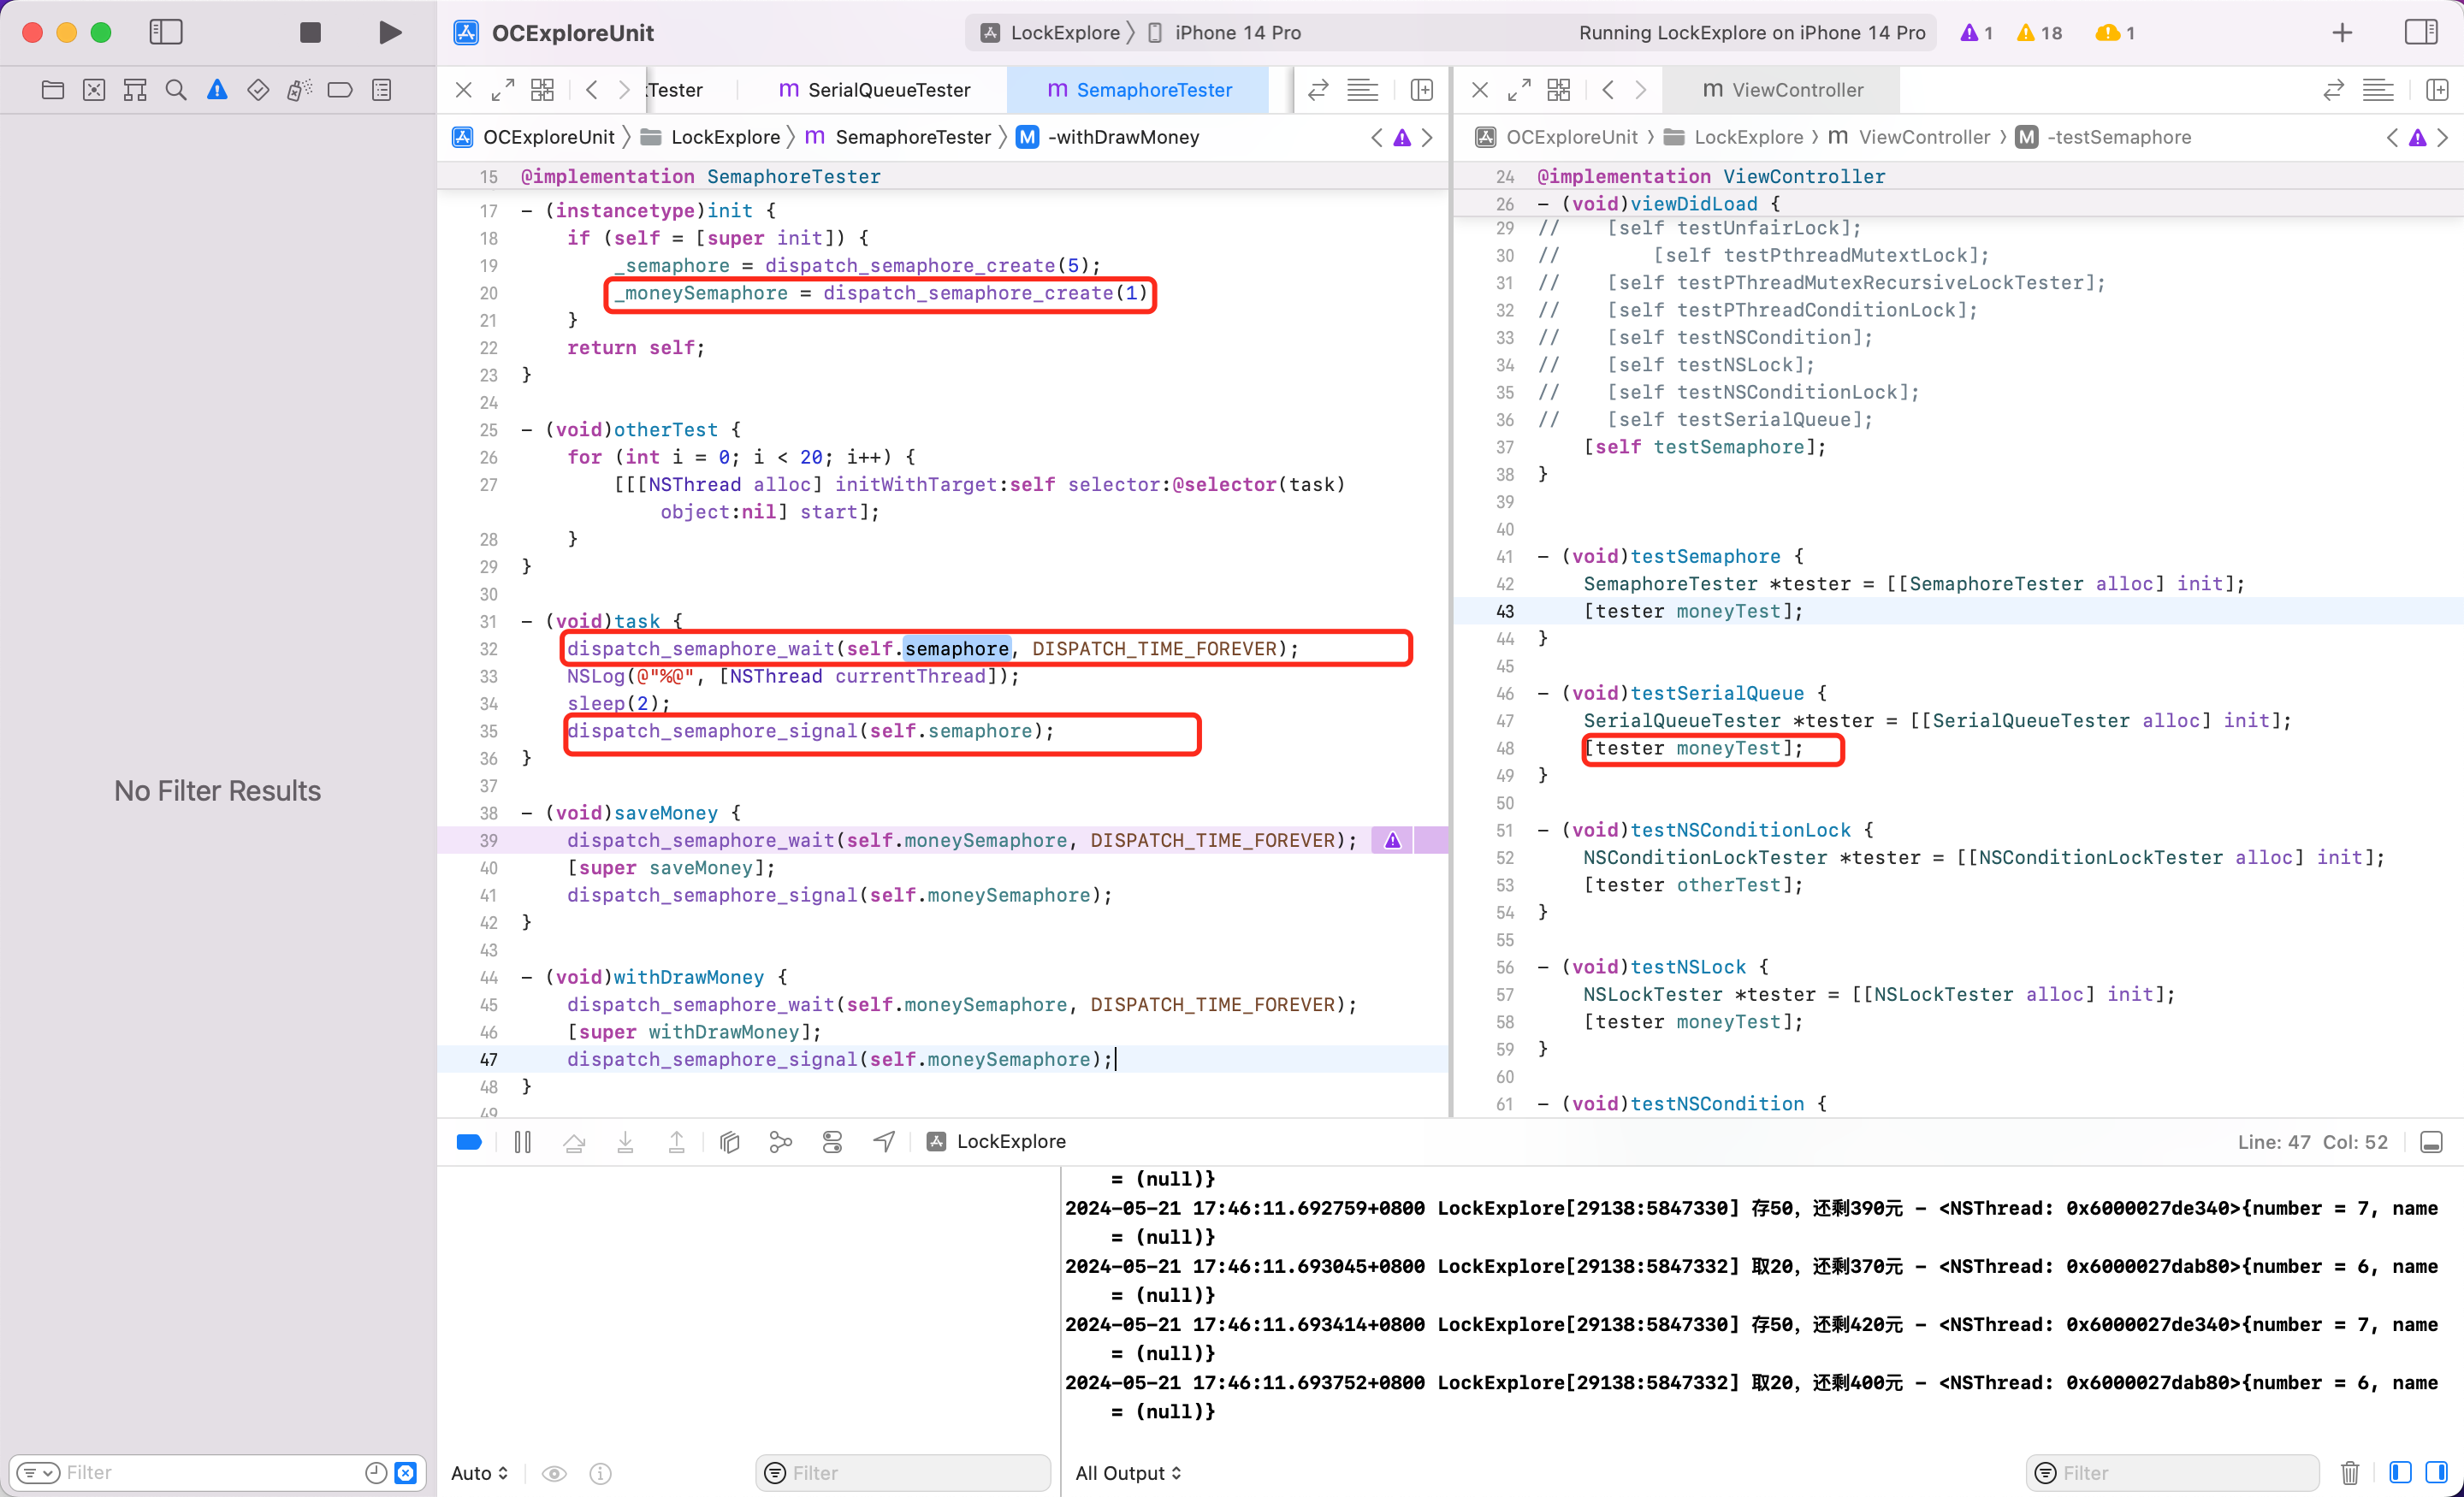 OCExploreUnit
LockExplore 〉 iPhone 14 Pro
Running LockExplore on iPhone 14 Pro
1
18
1
:Tester
m SerialQueueTester
m SemaphoreTester
m ViewController
OCExploreUnit 〉 LockExplore 〉 m SemaphoreTester 〉 M -withDrawMoney
OCExploreUnit 〉 LockExplore 〉 m ViewController 〉 M -testSemaphore
No Filter Results
Filter
15 @implementation SemaphoreTester
17 - (instancetype)init {
18 if (self = [super init]) {
19 _semaphore = dispatch_semaphore_create(5);
20 _moneySemaphore = dispatch_semaphore_create(1)
21 }
22 return self;
23 }
24
25 - (void)otherTest {
26 for (int i = 0; i < 20; i++) {
27 [[[NSThread alloc] initWithTarget:self selector:@selector(task)
object:nil] start];
28 }
29 }
30
31 - (void)task {
32 dispatch_semaphore_wait(self.semaphore, DISPATCH_TIME_FOREVER);
33 NSLog(@"%@", [NSThread currentThread]);
34 sleep(2);
35 dispatch_semaphore_signal(self.semaphore);
36 }
37
38 - (void)saveMoney {
39 dispatch_semaphore_wait(self.moneySemaphore, DISPATCH_TIME_FOREVER);
40 [super saveMoney];
41 dispatch_semaphore_signal(self.moneySemaphore);
42 }
43
44 - (void)withDrawMoney {
45 dispatch_semaphore_wait(self.moneySemaphore, DISPATCH_TIME_FOREVER);
46 [super withDrawMoney];
47 dispatch_semaphore_signal(self.moneySemaphore);
48 }
49
24 @implementation ViewController
26 - (void)viewDidLoad {
29 // [self testUnfairLock];
30 // [self testPthreadMutextLock];
31 // [self testPThreadMutexRecursiveLockTester];
32 // [self testPThreadConditionLock];
33 // [self testNSCondition];
34 // [self testNSLock];
35 // [self testNSConditionLock];
36 // [self testSerialQueue];
37 [self testSemaphore];
38 }
39
40
41 - (void)testSemaphore {
42 SemaphoreTester *tester = [[SemaphoreTester alloc] init];
43 [tester moneyTest];
44 }
45
46 - (void)testSerialQueue {
47 SerialQueueTester *tester = [[SerialQueueTester alloc] init];
48 [tester moneyTest];
49 }
50
51 - (void)testNSConditionLock {
52 NSConditionLockTester *tester = [[NSConditionLockTester alloc] init];
53 [tester otherTest];
54 }
55
56 - (void)testNSLock {
57 NSLockTester *tester = [[NSLockTester alloc] init];
58 [tester moneyTest];
59 }
60
61 - (void)testNSCondition {
LockExplore
Line: 47 Col: 52
= (null)}
2024-05-21 17:46:11.692759+0800 LockExplore[29138:5847330] 存50，还剩390元 - <NSThread: 0x6000027de340>{number = 7, name
= (null)}
2024-05-21 17:46:11.693045+0800 LockExplore[29138:5847332] 取20，还剩370元 - <NSThread: 0x6000027dab80>{number = 6, name
= (null)}
2024-05-21 17:46:11.693414+0800 LockExplore[29138:5847330] 存50，还剩420元 - <NSThread: 0x6000027de340>{number = 7, name
= (null)}
2024-05-21 17:46:11.693752+0800 LockExplore[29138:5847332] 取20，还剩400元 - <NSThread: 0x6000027dab80>{number = 6, name
= (null)}
Auto
Filter
All Output
Filter